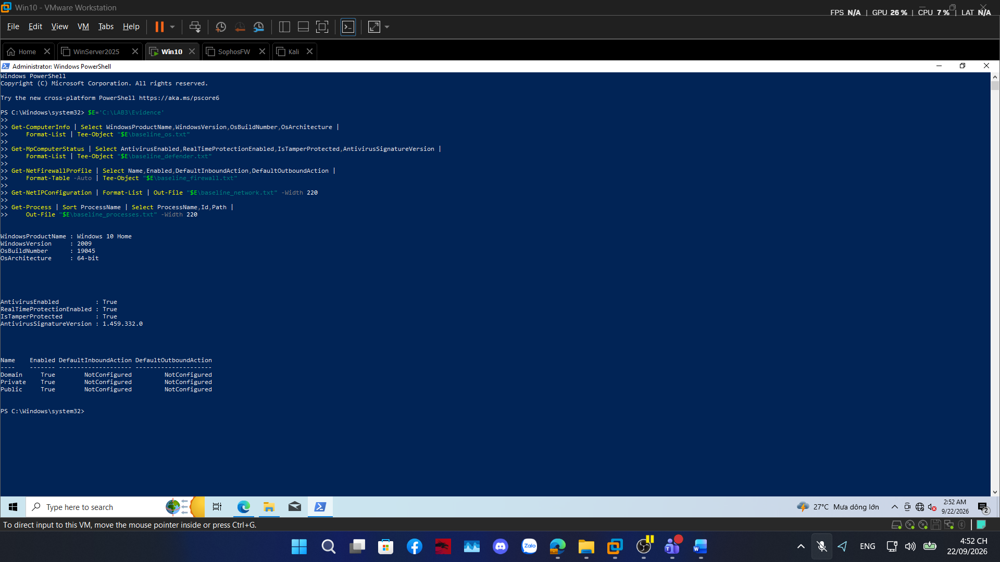 Win10 - VMware Workstation
FPS N/A | GPU 26 % | CPU 7 % | LAT N/A
File Edit View VM Tabs Help
Home WinServer2025 Win10 SophosFW Kali
Administrator: Windows PowerShell
Windows PowerShell
Copyright (C) Microsoft Corporation. All rights reserved.
Try the new cross-platform PowerShell https://aka.ms/pscore6
PS C:\Windows\system32> $E='C:\LAB3\Evidence'
>>
>> Get-ComputerInfo | Select WindowsProductName,WindowsVersion,OsBuildNumber,OsArchitecture |
>>     Format-List | Tee-Object "$E\baseline_os.txt"
>>
>> Get-MpComputerStatus | Select AntivirusEnabled,RealTimeProtectionEnabled,IsTamperProtected,AntivirusSignatureVersion |
>>     Format-List | Tee-Object "$E\baseline_defender.txt"
>>
>> Get-NetFirewallProfile | Select Name,Enabled,DefaultInboundAction,DefaultOutboundAction |
>>     Format-Table -Auto | Tee-Object "$E\baseline_firewall.txt"
>>
>> Get-NetIPConfiguration | Format-List | Out-File "$E\baseline_network.txt" -Width 220
>>
>> Get-Process | Sort ProcessName | Select ProcessName,Id,Path |
>>     Out-File "$E\baseline_processes.txt" -Width 220
WindowsProductName : Windows 10 Home
WindowsVersion     : 2009
OsBuildNumber      : 19045
OsArchitecture     : 64-bit
AntivirusEnabled          : True
RealTimeProtectionEnabled : True
IsTamperProtected         : True
AntivirusSignatureVersion : 1.459.332.0
Name    Enabled DefaultInboundAction DefaultOutboundAction
----    ------- -------------------- ---------------------
Domain     True        NotConfigured         NotConfigured
Private    True        NotConfigured         NotConfigured
Public     True        NotConfigured         NotConfigured
PS C:\Windows\system32>
Type here to search
27°C Mưa dông lớn
2:52 AM
9/22/2026
2
To direct input to this VM, move the mouse pointer inside or press Ctrl+G.
Zalo
ENG
4:52 CH
22/09/2026